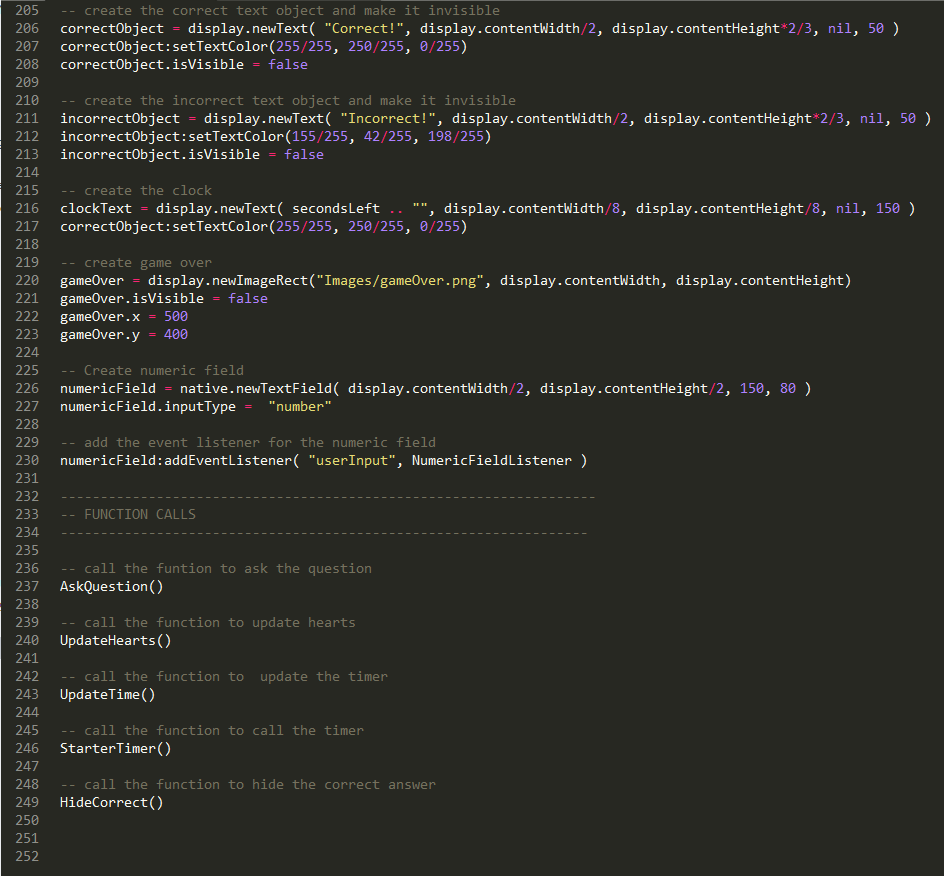 205 -- create the correct text object and make it invisible
206 correctObject = display.newText( "Correct!", display.contentWidth/2, display.contentHeight*2/3, nil, 50 )
207 correctObject:setTextColor(255/255, 250/255, 0/255)
208 correctObject.isVisible = false
209
210 -- create the incorrect text object and make it invisible
211 incorrectObject = display.newText( "Incorrect!", display.contentWidth/2, display.contentHeight*2/3, nil, 50 )
212 incorrectObject:setTextColor(155/255, 42/255, 198/255)
213 incorrectObject.isVisible = false
214
215 -- create the clock
216 clockText = display.newText( secondsLeft .. "", display.contentWidth/8, display.contentHeight/8, nil, 150 )
217 correctObject:setTextColor(255/255, 250/255, 0/255)
218
219 -- create game over
220 gameOver = display.newImageRect("Images/gameOver.png", display.contentWidth, display.contentHeight)
221 gameOver.isVisible = false
222 gameOver.x = 500
223 gameOver.y = 400
224
225 -- Create numeric field
226 numericField = native.newTextField( display.contentWidth/2, display.contentHeight/2, 150, 80 )
227 numericField.inputType =  "number"
228
229 -- add the event listener for the numeric field
230 numericField:addEventListener( "userInput", NumericFieldListener )
231
232 -------------------------------------------------------------------
233 -- FUNCTION CALLS
234 ------------------------------------------------------------------
235
236 -- call the funtion to ask the question
237 AskQuestion()
238
239 -- call the function to update hearts
240 UpdateHearts()
241
242 -- call the function to  update the timer
243 UpdateTime()
244
245 -- call the function to call the timer
246 StarterTimer()
247
248 -- call the function to hide the correct answer
249 HideCorrect()
250
251
252